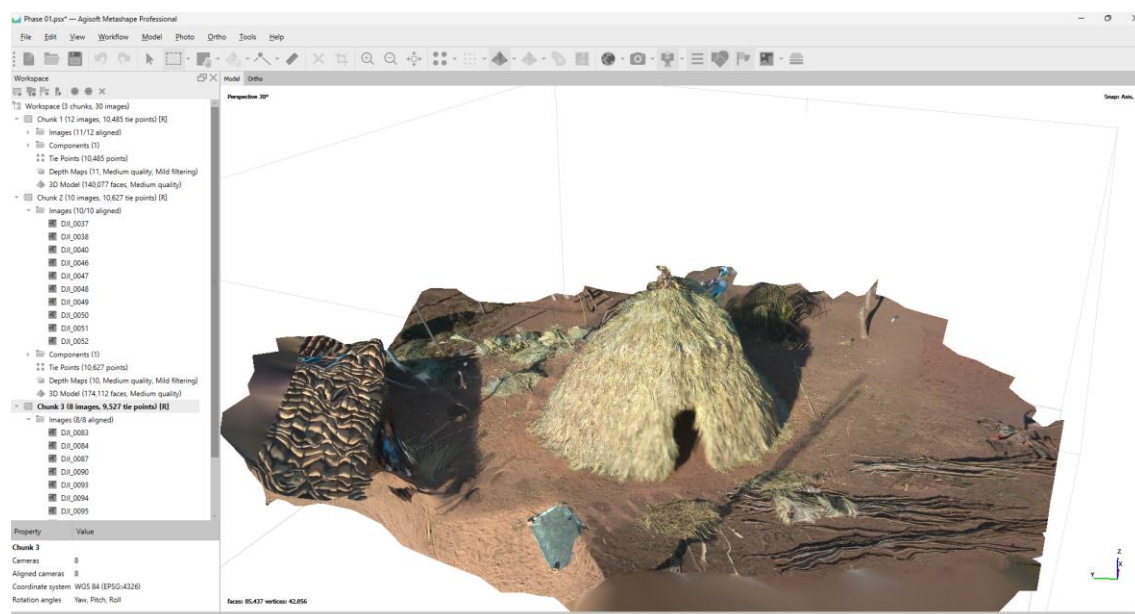 Phase 01.psx* — Agisoft Metashape Professional
File Edit View Workflow Model Photo Ortho Tools Help
Workspace
Model Ortho
Perspective 30°
Snap: Axis,
Workspace (3 chunks, 30 images)
Chunk 1 (12 images, 10,485 tie points) [R]
Images (11/12 aligned)
Components (1)
Tie Points (10,485 points)
Depth Maps (11, Medium quality, Mild filtering)
3D Model (140,077 faces, Medium quality)
Chunk 2 (10 images, 10,627 tie points) [R]
Images (10/10 aligned)
DJI_0037
DJI_0038
DJI_0040
DJI_0046
DJI_0047
DJI_0048
DJI_0049
DJI_0050
DJI_0051
DJI_0052
Components (1)
Tie Points (10,627 points)
Depth Maps (10, Medium quality, Mild filtering)
3D Model (174,112 faces, Medium quality)
Chunk 3 (8 images, 9,527 tie points) [R]
Images (8/8 aligned)
DJI_0083
DJI_0084
DJI_0087
DJI_0090
DJI_0093
DJI_0094
DJI_0095
Property Value
Chunk 3
Cameras 8
Aligned cameras 8
Coordinate system WGS 84 (EPSG:4326)
Rotation angles Yaw, Pitch, Roll
faces: 85,437 vertices: 42,856
Z
X
Y